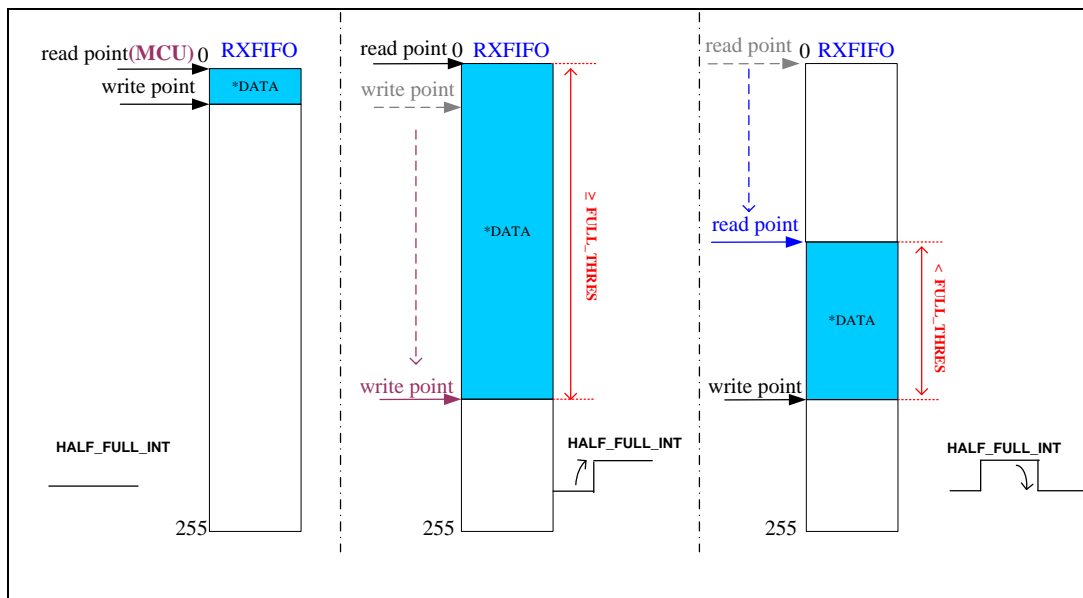 read point(MCU) 0 RXFIFO
write point
*DATA
HALF_FULL_INT
255
read point 0 RXFIFO
write point
*DATA
≥ FULL_THRES
write point
HALF_FULL_INT
255
read point 0 RXFIFO
read point
*DATA
< FULL_THRES
write point
HALF_FULL_INT
255